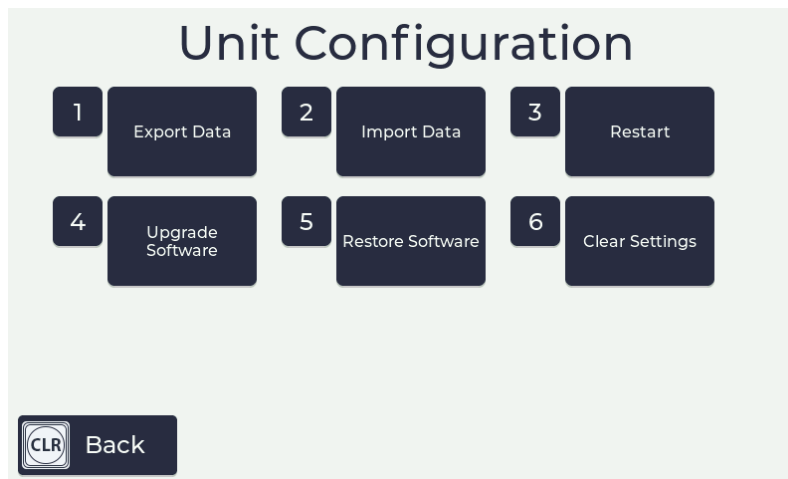 Unit Configuration
1
Export Data
2
Import Data
3
Restart
4
Upgrade
Software
5
Restore Software
6
Clear Settings
CLR
Back